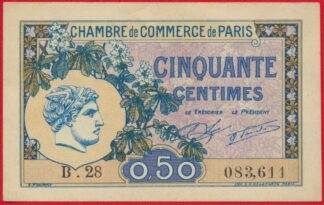 CHAMBRE DE COMMERCE DE PARIS
CINQUANTE
CENTIMES
LE TRÉSORIER LE PRÉSIDENT
B.28 0,50 083,611